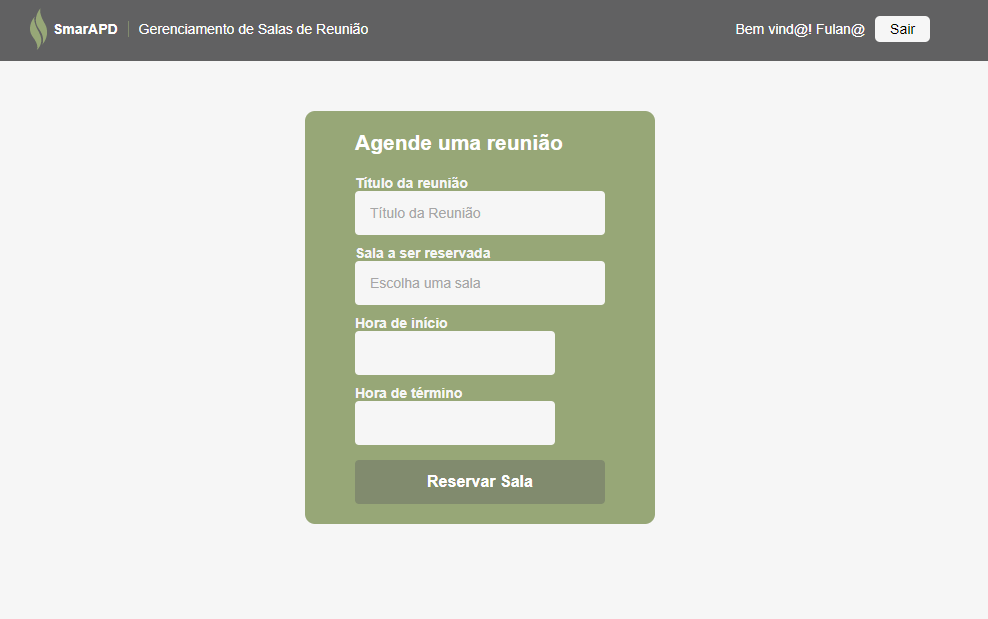 SmarAPD Gerenciamento de Salas de Reunião Bem vind@! Fulan@ Sair
Agende uma reunião
Título da reunião
Título da Reunião
Sala a ser reservada
Escolha uma sala
Hora de início
Hora de término
Reservar Sala